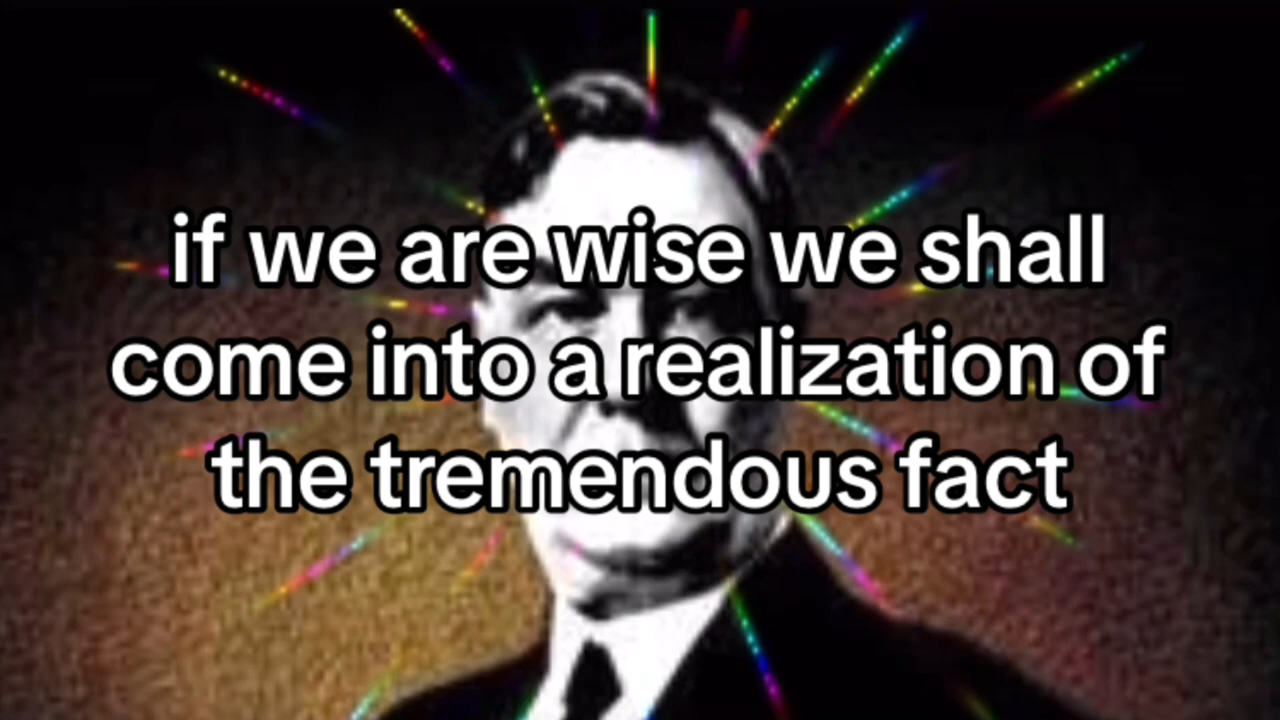 if we are wise we shall
come into a realization of
the tremendous fact